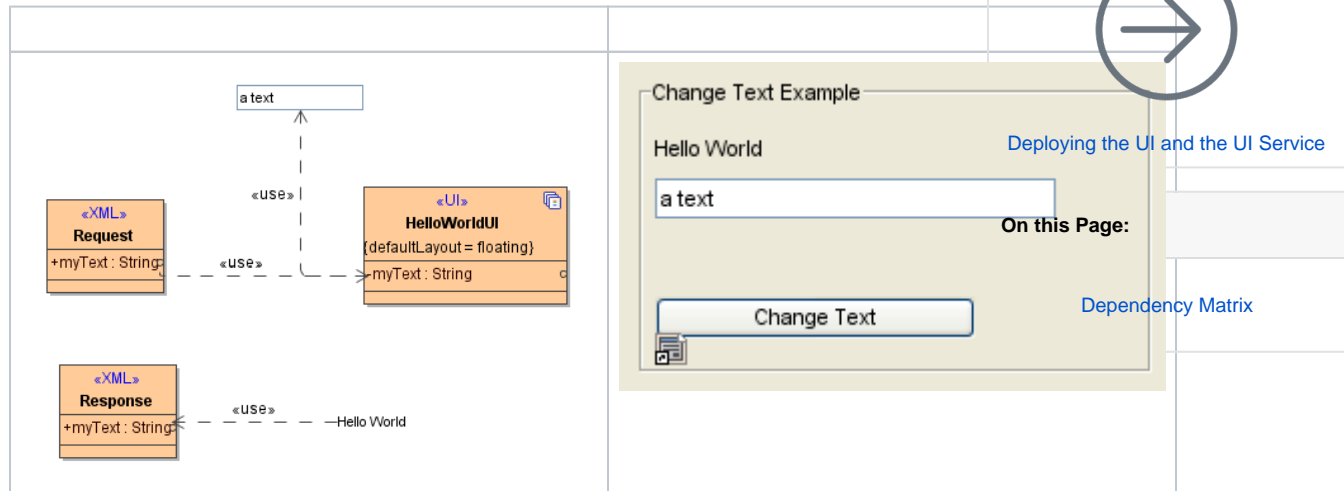 a text
«use»
«XML»
Request
+myText : String
«use»
«UI»
HelloWorldUI
{defaultLayout = floating}
-myText : String
«XML»
Response
+myText : String
«use»
Hello World
Change Text Example
Hello World
a text
Change Text
Deploying the UI and the UI Service
On this Page:
Dependency Matrix